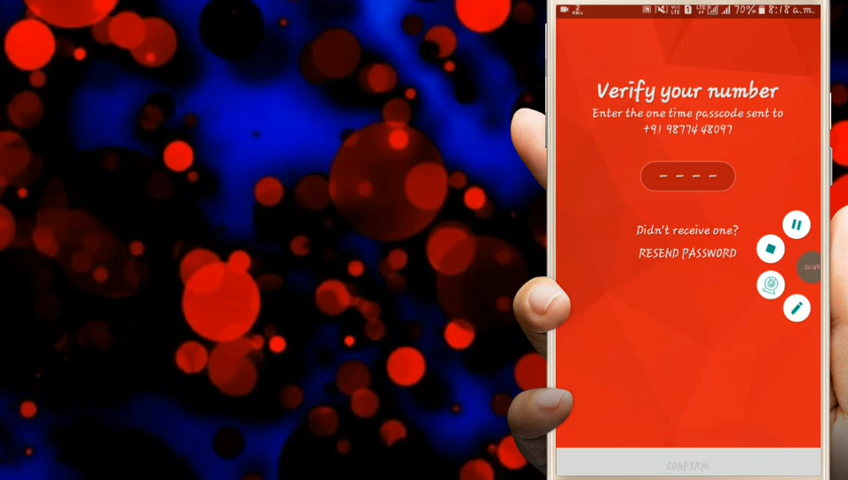 70% 8:18 a.m.
Verify your number
Enter the one time passcode sent to
+91 98774 48097
- - - -
Didn't receive one?
RESEND PASSWORD
CONFIRM